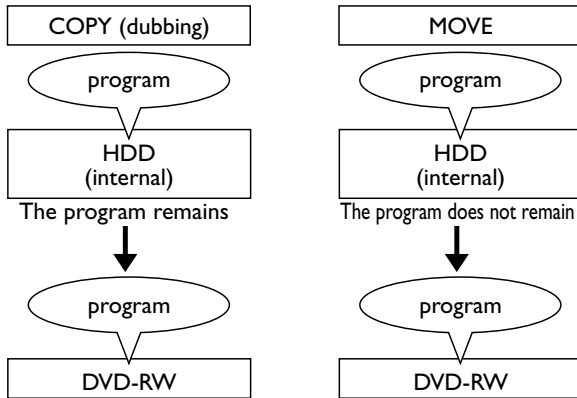 COPY (dubbing)
program
HDD
(internal)
The program remains
program
DVD-RW
MOVE
program
HDD
(internal)
The program does not remain
program
DVD-RW